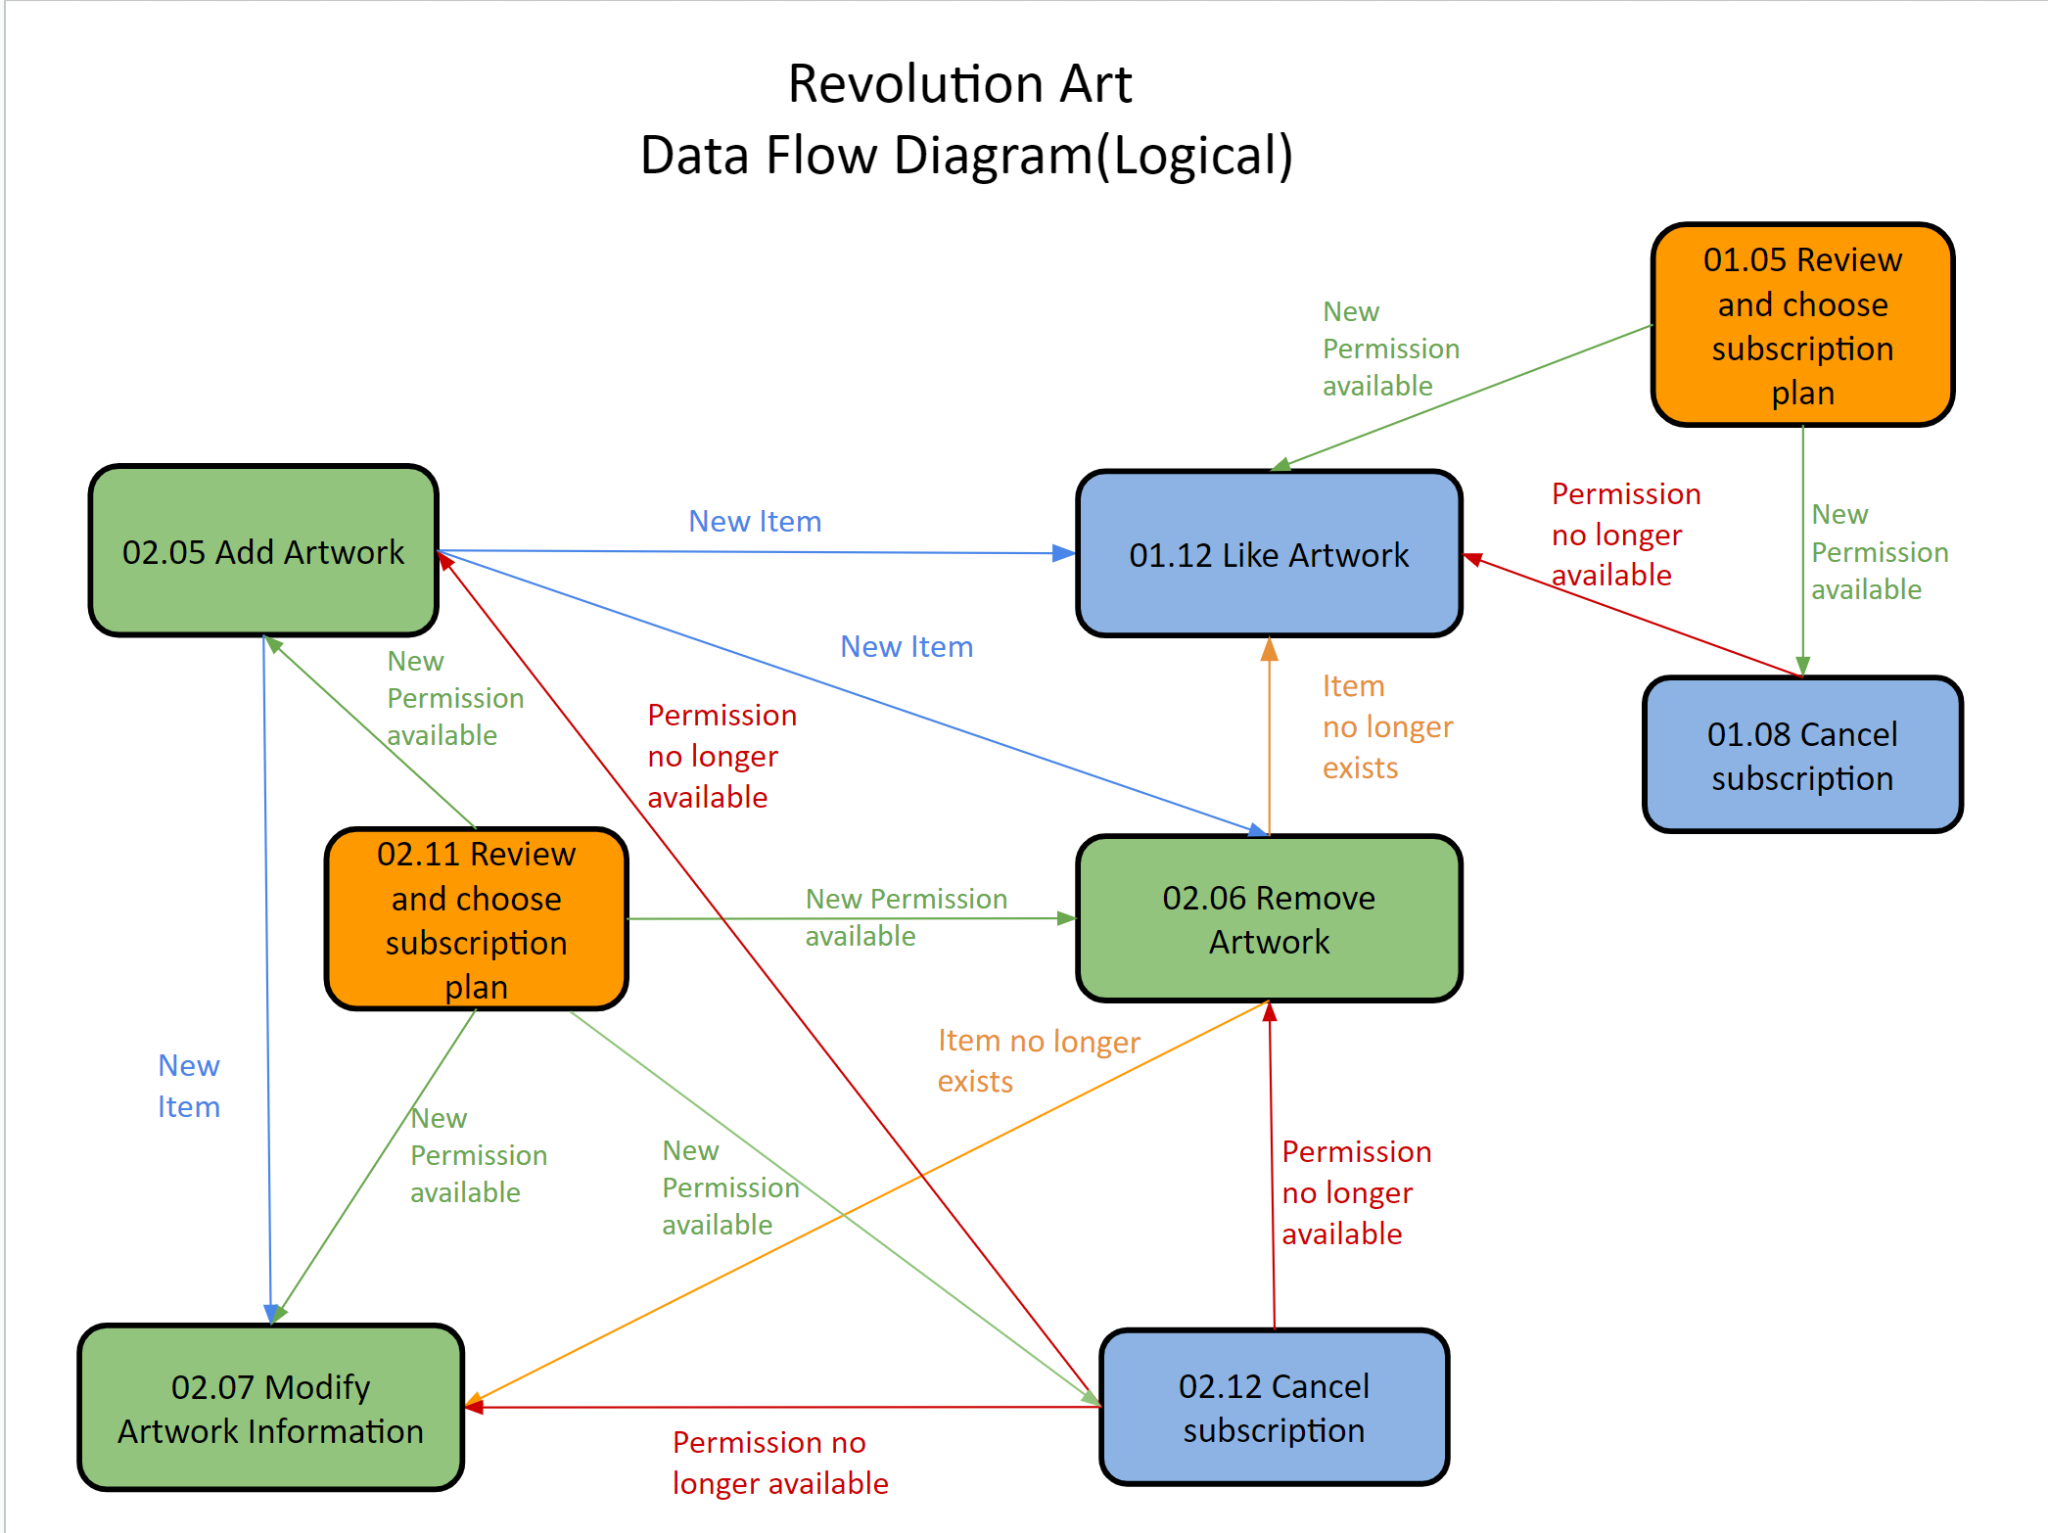 Revolution Art
Data Flow Diagram(Logical)
01.05 Review
and choose
subscription
plan
New
Permission
available
02.05 Add Artwork
New Item
01.12 Like Artwork
Permission
no longer
available
New
Permission
available
New Item
New
Permission
available
Permission
no longer
available
Item
no longer
exists
01.08 Cancel
subscription
02.11 Review
and choose
subscription
plan
New Permission
available
02.06 Remove
Artwork
New
Item
Item no longer
exists
New
Permission
available
New
Permission
available
Permission
no longer
available
02.07 Modify
Artwork Information
Permission no
longer available
02.12 Cancel
subscription